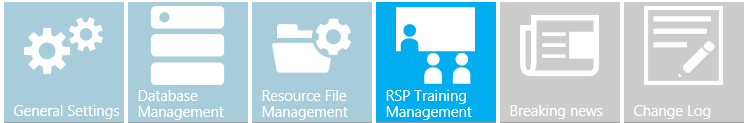 General Settings
Database
Management
Resource File
Management
RSP Training
Management
Breaking news
Change Log